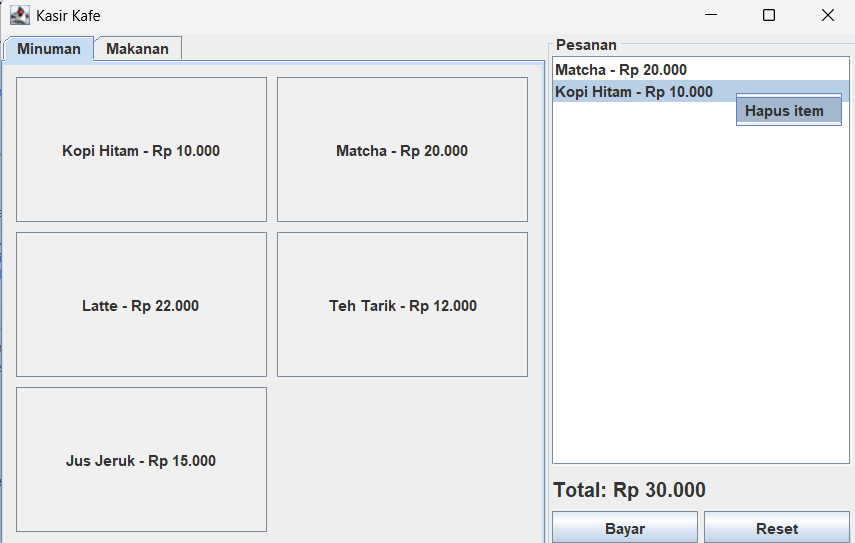 Kasir Kafe
Minuman
Makanan
Kopi Hitam - Rp 10.000
Matcha - Rp 20.000
Latte - Rp 22.000
Teh Tarik - Rp 12.000
Jus Jeruk - Rp 15.000
Pesanan
Matcha - Rp 20.000
Kopi Hitam - Rp 10.000
Hapus item
Total: Rp 30.000
Bayar
Reset